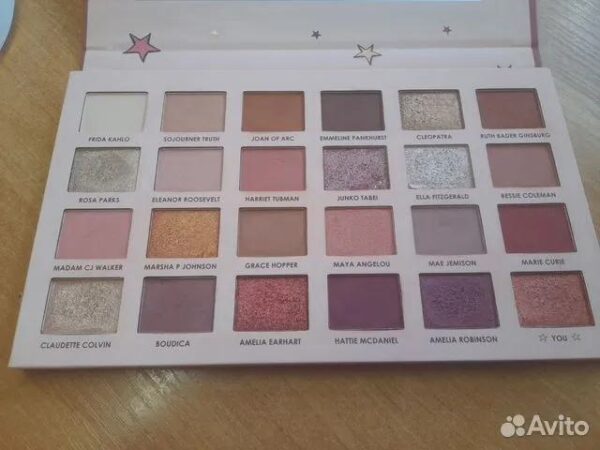 FRIDA KAHLO
SOJOURNER TRUTH
JOAN OF ARC
EMMELINE PANKHURST
CLEOPATRA
RUTH BADER GINSBURG
ROSA PARKS
ELEANOR ROOSEVELT
HARRIET TUBMAN
JUNKO TABEI
ELLA FITZGERALD
BESSIE COLEMAN
MADAM CJ WALKER
MARSHA P JOHNSON
GRACE HOPPER
MAYA ANGELOU
MAE JEMISON
MARIE CURIE
CLAUDETTE COLVIN
BOUDICA
AMELIA EARHART
HATTIE MCDANIEL
AMELIA ROBINSON
☆ YOU ☆
Avito